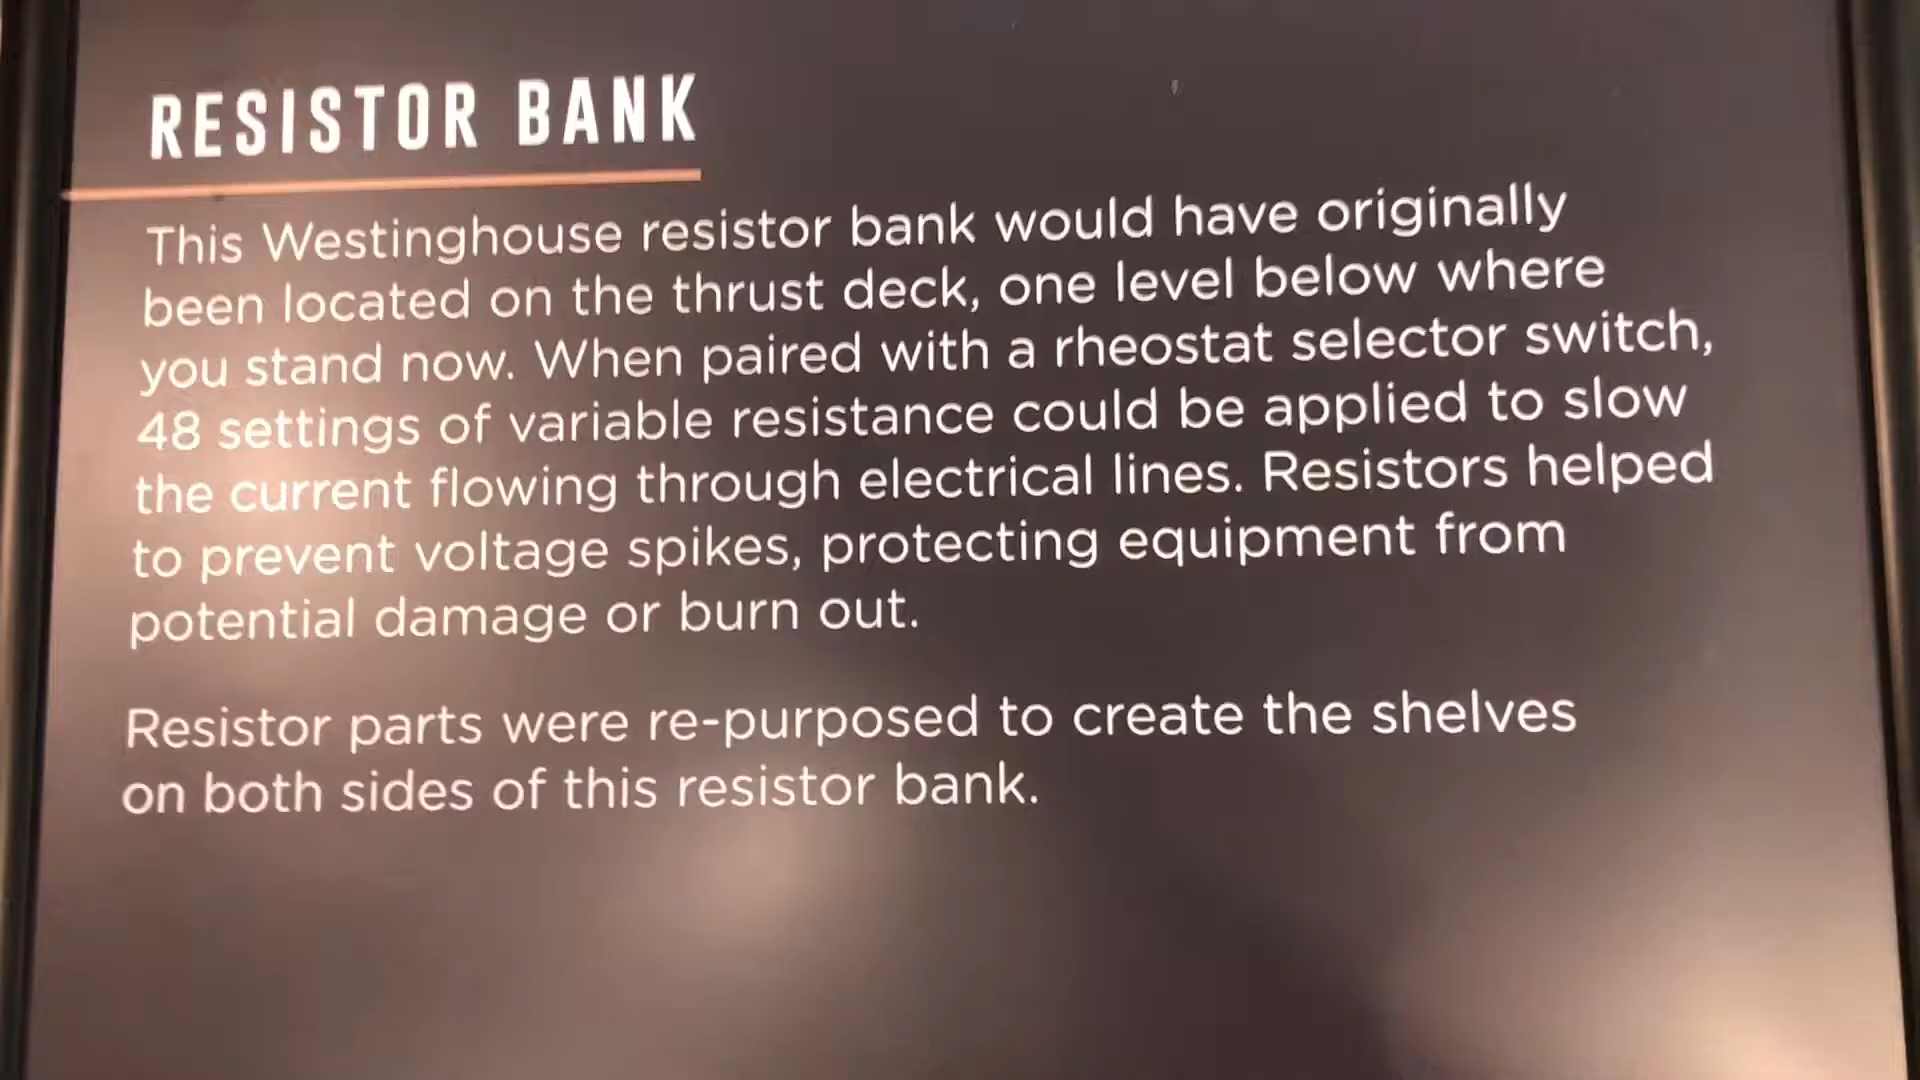 RESISTOR BANK
This Westinghouse resistor bank would have originally
been located on the thrust deck, one level below where
you stand now. When paired with a rheostat selector switch,
48 settings of variable resistance could be applied to slow
the current flowing through electrical lines. Resistors helped
to prevent voltage spikes, protecting equipment from
potential damage or burn out.
Resistor parts were re-purposed to create the shelves
on both sides of this resistor bank.